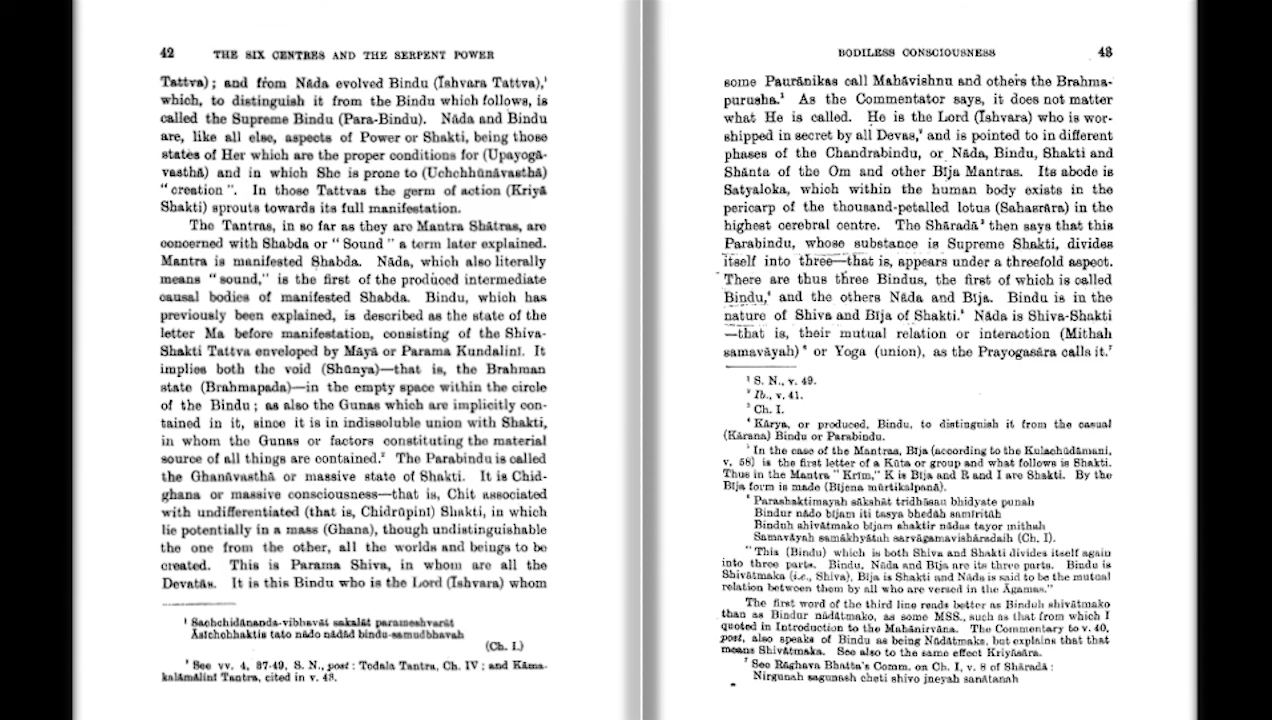 42 THE SIX CENTRES AND THE SERPENT POWER
Tattva) ; and from Nāda evolved Bindu (Īshvara Tattva),¹
which, to distinguish it from the Bindu which follows, is
called the Supreme Bindu (Para-Bindu). Nāda and Bindu
are, like all else, aspects of Power or Shakti, being those
states of Her which are the proper conditions for (Upayogā-
vasthā) and in which She is prone to (Uchchhūnāvasthā)
“ creation ”. In those Tattvas the germ of action (Kriyā
Shakti) sprouts towards its full manifestation.
The Tantras, in so far as they are Mantra Shātras, are
concerned with Shabda or “ Sound ” a term later explained.
Mantra is manifested Shabda. Nāda, which also literally
means “ sound,” is the first of the produced intermediate
causal bodies of manifested Shabda. Bindu, which has
previously been explained, is described as the state of the
letter Ma before manifestation, consisting of the Shiva-
Shakti Tattva enveloped by Māyā or Parama Kundalinī. It
implies both the void (Shūnya)—that is, the Brahman
state (Brahmapada)—in the empty space within the circle
of the Bindu ; as also the Gunas which are implicitly con-
tained in it, since it is in indissoluble union with Shakti,
in whom the Gunas or factors constituting the material
source of all things are contained.² The Parabindu is called
the Ghanāvasthā or massive state of Shakti. It is Chid-
ghana or massive consciousness—that is, Chit associated
with undifferentiated (that is, Chidrūpinī) Shakti, in which
lie potentially in a mass (Ghana), though undistinguishable
the one from the other, all the worlds and beings to be
created. This is Parama Shiva, in whom are all the
Devatās. It is this Bindu who is the Lord (Īshvara) whom
¹ Sachchidānanda-vibhavāt sakalāt parameshvarāt
Āsīchchhaktis tato nādo nādād bindu-samudbhavah
(Ch. I.)
² See vv. 4, 37-49, S. N., post ; Todala Tantra, Ch. IV ; and Kāma-
kalāmālinī Tantra, cited in v. 43.
BODILESS CONSCIOUSNESS 43
some Paurānikas call Mahāvishnu and others the Brahma-
purusha.¹ As the Commentator says, it does not matter
what He is called. He is the Lord (Īshvara) who is wor-
shipped in secret by all Devas,² and is pointed to in different
phases of the Chandrabindu, or Nāda, Bindu, Shakti and
Shānta of the Om and other Bīja Mantras. Its abode is
Satyaloka, which within the human body exists in the
pericarp of the thousand-petalled lotus (Sahasrāra) in the
highest cerebral centre. The Shāradā³ then says that this
Parabindu, whose substance is Supreme Shakti, divides
itself into three—that is, appears under a threefold aspect.
There are thus three Bindus, the first of which is called
Bindu,⁴ and the others Nāda and Bīja. Bindu is in the
nature of Shiva and Bīja of Shakti.⁵ Nāda is Shiva-Shakti
—that is, their mutual relation or interaction (Mithah
samavāyah)⁶ or Yoga (union), as the Prayogasāra calls it.⁷
¹ S. N., v. 49.
² Ib., v. 41.
³ Ch. I.
⁴ Kārya, or produced, Bindu, to distinguish it from the casual
(Kārana) Bindu or Parabindu.
⁵ In the case of the Mantras, Bīja (according to the Kulachūdāmani,
v. 58) is the first letter of a Kūta or group and what follows is Shakti.
Thus in the Mantra “ Krīm,” K is Bīja and R and I are Shakti. By the
Bīja form is made (Bījena mūrtikalpanā).
⁶ Parashaktimayah sākshāt tridhāsau bhidyate punah
Bindur nādo bījam iti tasya bhedāh samīritāh
Binduh shivātmako bījam shaktir nādas tayor mithah
Samavāyah samākhyātah sarvāgamavishāradaih (Ch. I).
“ This (Bindu) which is both Shiva and Shakti divides itself again
into three parts. Bindu, Nāda and Bīja are its three parts. Bindu is
Shivātmaka (i.e., Shiva), Bīja is Shakti and Nāda is said to be the mutual
relation between them by all who are versed in the Āgamas.”
The first word of the third line reads better as Binduh shivātmako
than as Bindur nādātmako, as some MSS., such as that from which I
quoted in Introduction to the Mahānirvāna. The Commentary to v. 40,
post, also speaks of Bindu as being Nādātmaka, but explains that that
means Shivātmaka. See also to the same effect Kriyāsāra.
⁷ See Rāghava Bhatta’s Comm. on Ch. I, v. 8 of Shāradā :
Nirgunah sagunash cheti shivo jneyah sanātanah